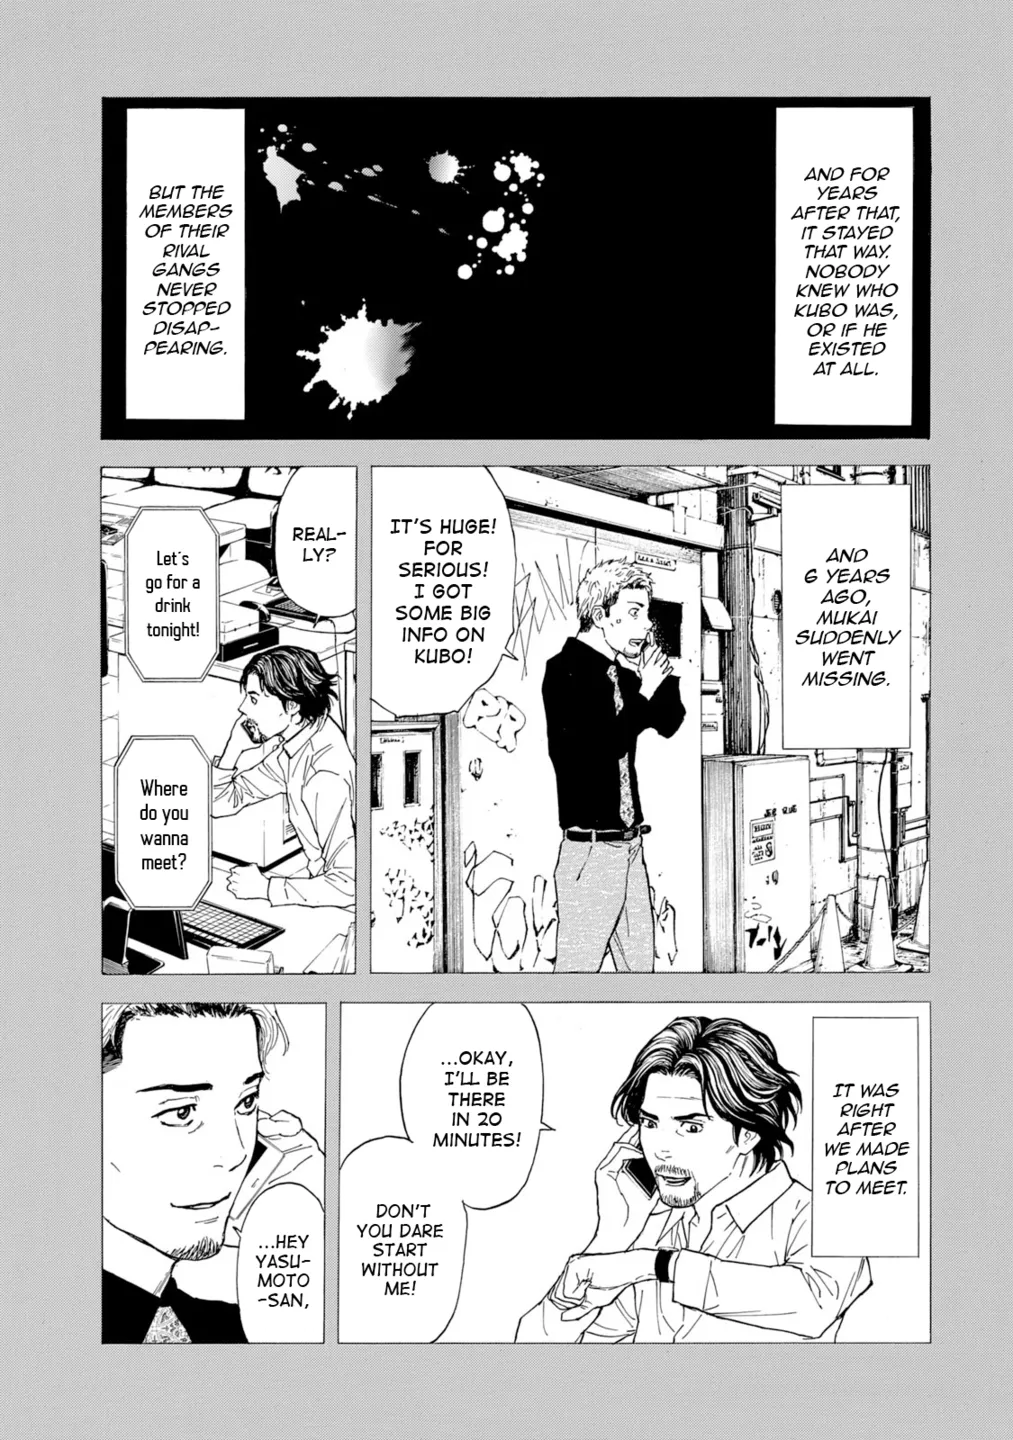 AND FOR
YEARS
AFTER THAT,
IT STAYED
THAT WAY.
NOBODY
KNEW WHO
KUBO WAS,
OR IF HE
EXISTED
AT ALL.
BUT THE
MEMBERS
OF THEIR
RIVAL
GANGS
NEVER
STOPPED
DISAP-
PEARING.
AND
6 YEARS
AGO,
MUKAI
SUDDENLY
WENT
MISSING.
IT'S HUGE!
FOR
SERIOUS!
I GOT
SOME BIG
INFO ON
KUBO!
REAL-
LY?
Let's
go for a
drink
tonight!
Where
do you
wanna
meet?
IT WAS
RIGHT
AFTER
WE MADE
PLANS
TO MEET.
...OKAY,
I'LL BE
THERE
IN 20
MINUTES!
DON'T
YOU DARE
START
WITHOUT
ME!
...HEY
YASU-
MOTO
-SAN,